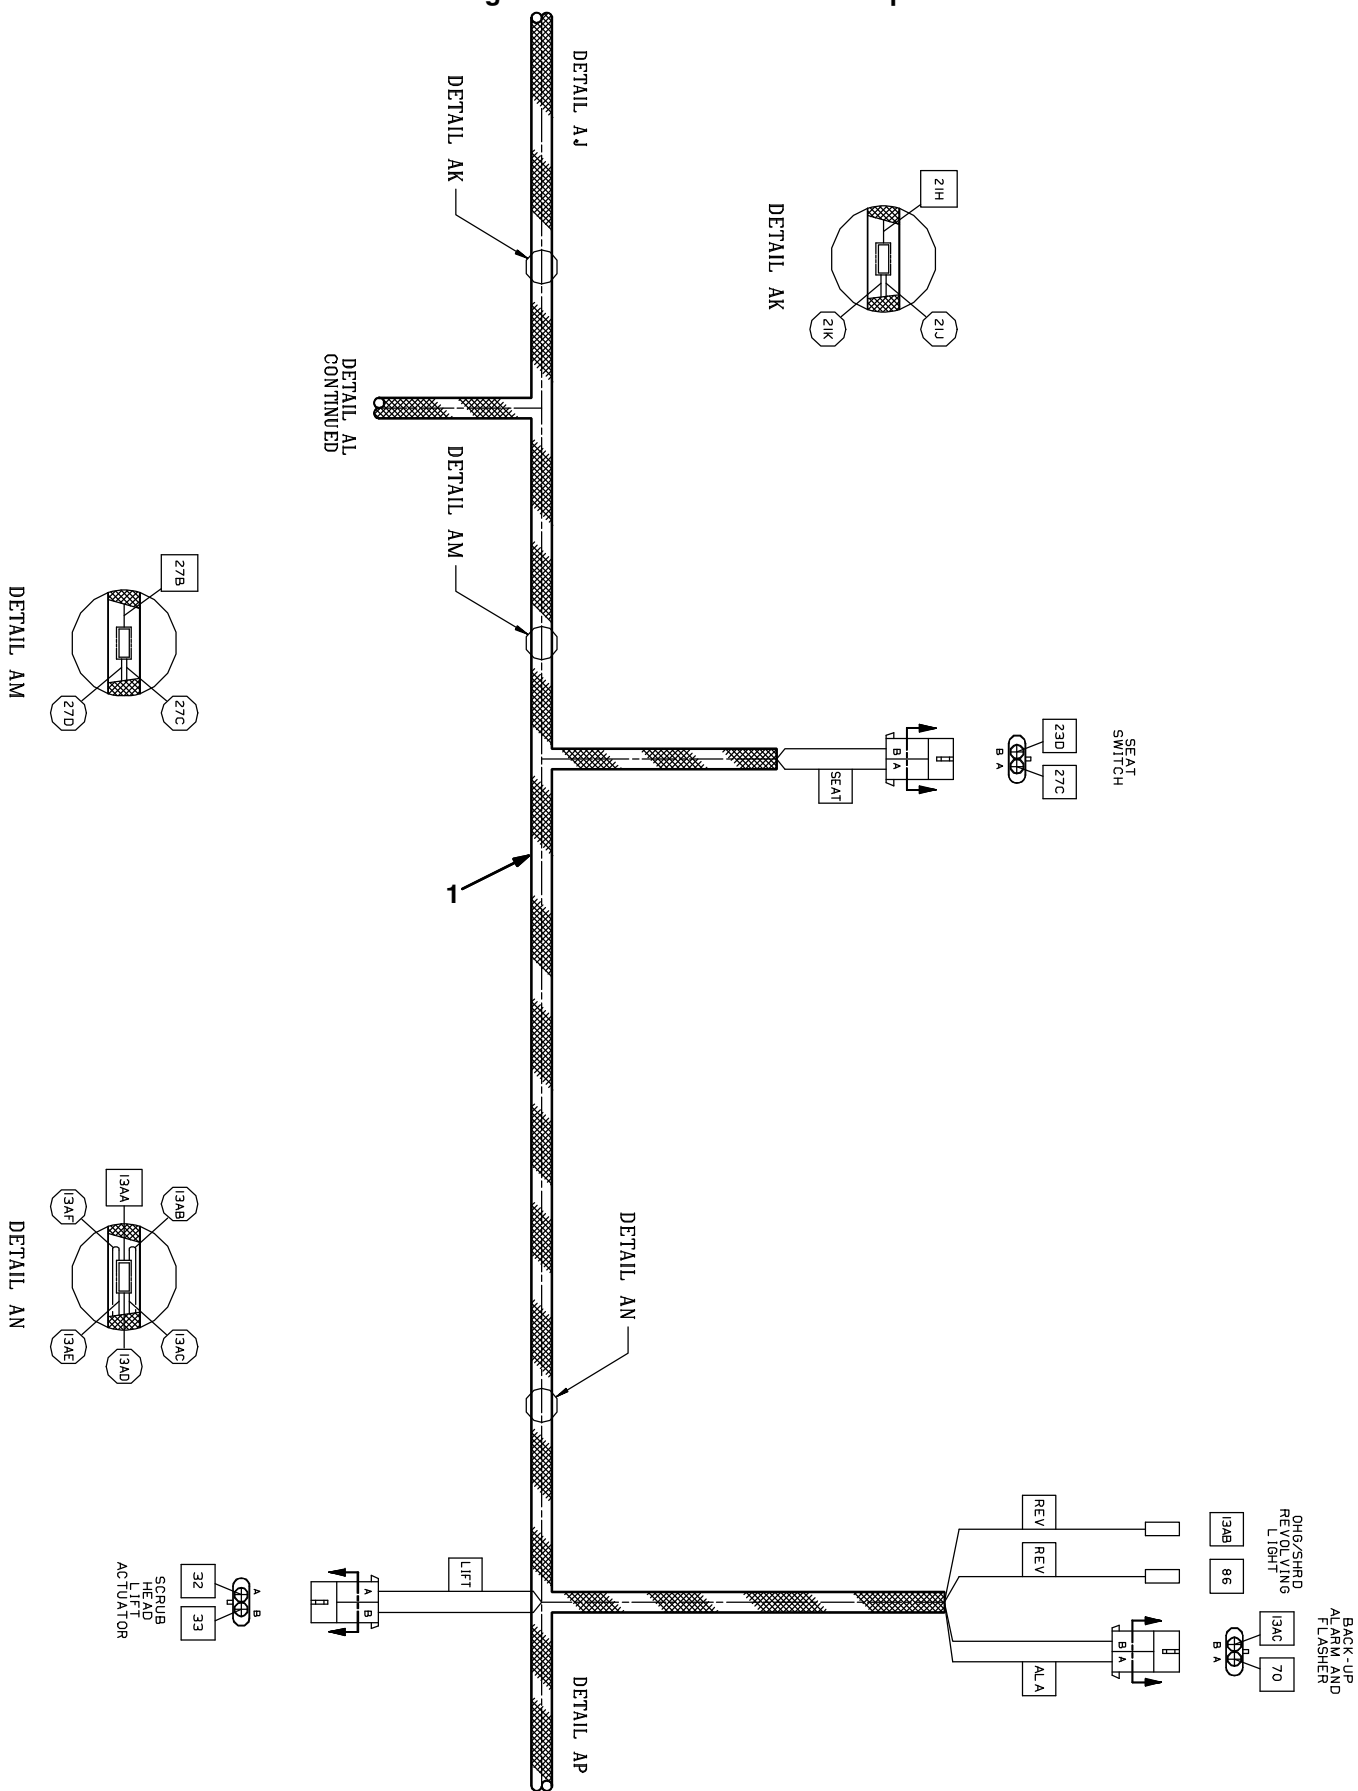 g
p
DETAIL AJ
DETAIL AK
21H
21J
21K
DETAIL AK
DETAIL AL
CONTINUED
DETAIL AM
27B
27C
27D
DETAIL AM
SEAT
SWITCH
23D
27C
B A
B A
SEAT
1
DETAIL AN
13AA
13AB
13AF
13AC
13AD
13AE
DETAIL AN
OHG/SHRD
REVOLVING
LIGHT
13AB
86
REV
REV
BACK-UP
ALARM AND
FLASHER
13AC
70
B A
B A
ALA
LIFT
A B
A B
32
33
SCRUB
HEAD
LIFT
ACTUATOR
DETAIL AP